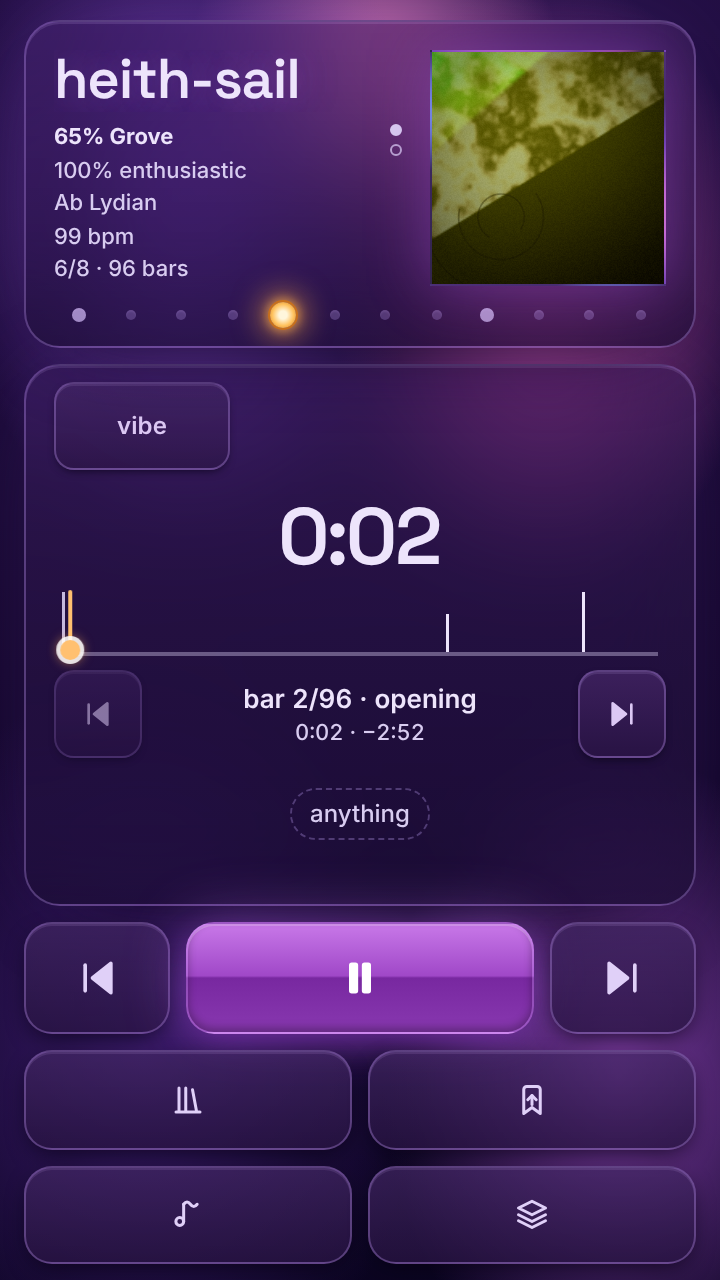 heith-sail
65% Grove
100% enthusiastic
Ab Lydian
99 bpm
6/8 · 96 bars
vibe
0:02
bar 2/96 · opening
0:02 · −2:52
anything